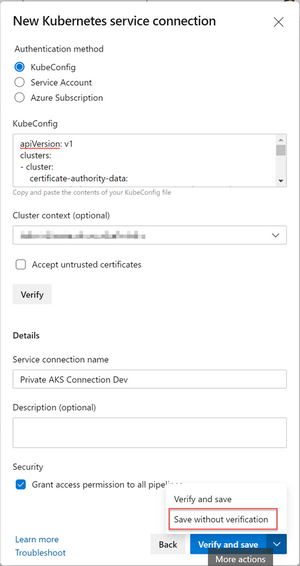 New Kubernetes service connection
Authentication method
KubeConfig
Service Account
Azure Subscription
KubeConfig
apiVersion: v1
clusters:
- cluster:
certificate-authority-data:
Copy and paste the contents of your KubeConfig file
Cluster context (optional)
Accept untrusted certificates
Verify
Details
Service connection name
Private AKS Connection Dev
Description (optional)
Security
Grant access permission to all
Verify and save
Save without verification
Learn more
Troubleshoot
Back
Verify and save
More actions